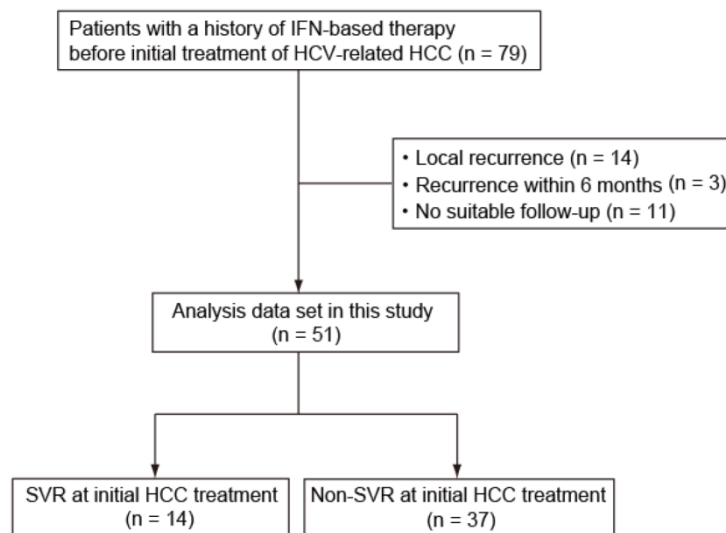 Patients with a history of IFN-based therapy
before initial treatment of HCV-related HCC (n = 79)
• Local recurrence (n = 14)
• Recurrence within 6 months (n = 3)
• No suitable follow-up (n = 11)
Analysis data set in this study
(n = 51)
SVR at initial HCC treatment
(n = 14)
Non-SVR at initial HCC treatment
(n = 37)